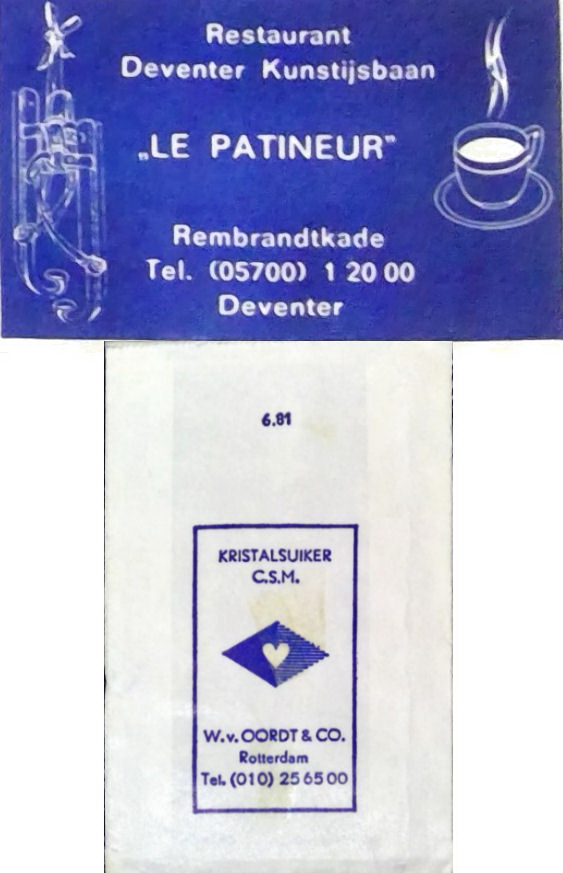 Restaurant
Deventer Kunstijsbaan
„LE PATINEUR”
Rembrandtkade
Tel. (05700) 1 20 00
Deventer
6.81
KRISTALSUIKER
C.S.M.
W.v. OORDT & CO.
Rotterdam
Tel. (010) 25 65 00